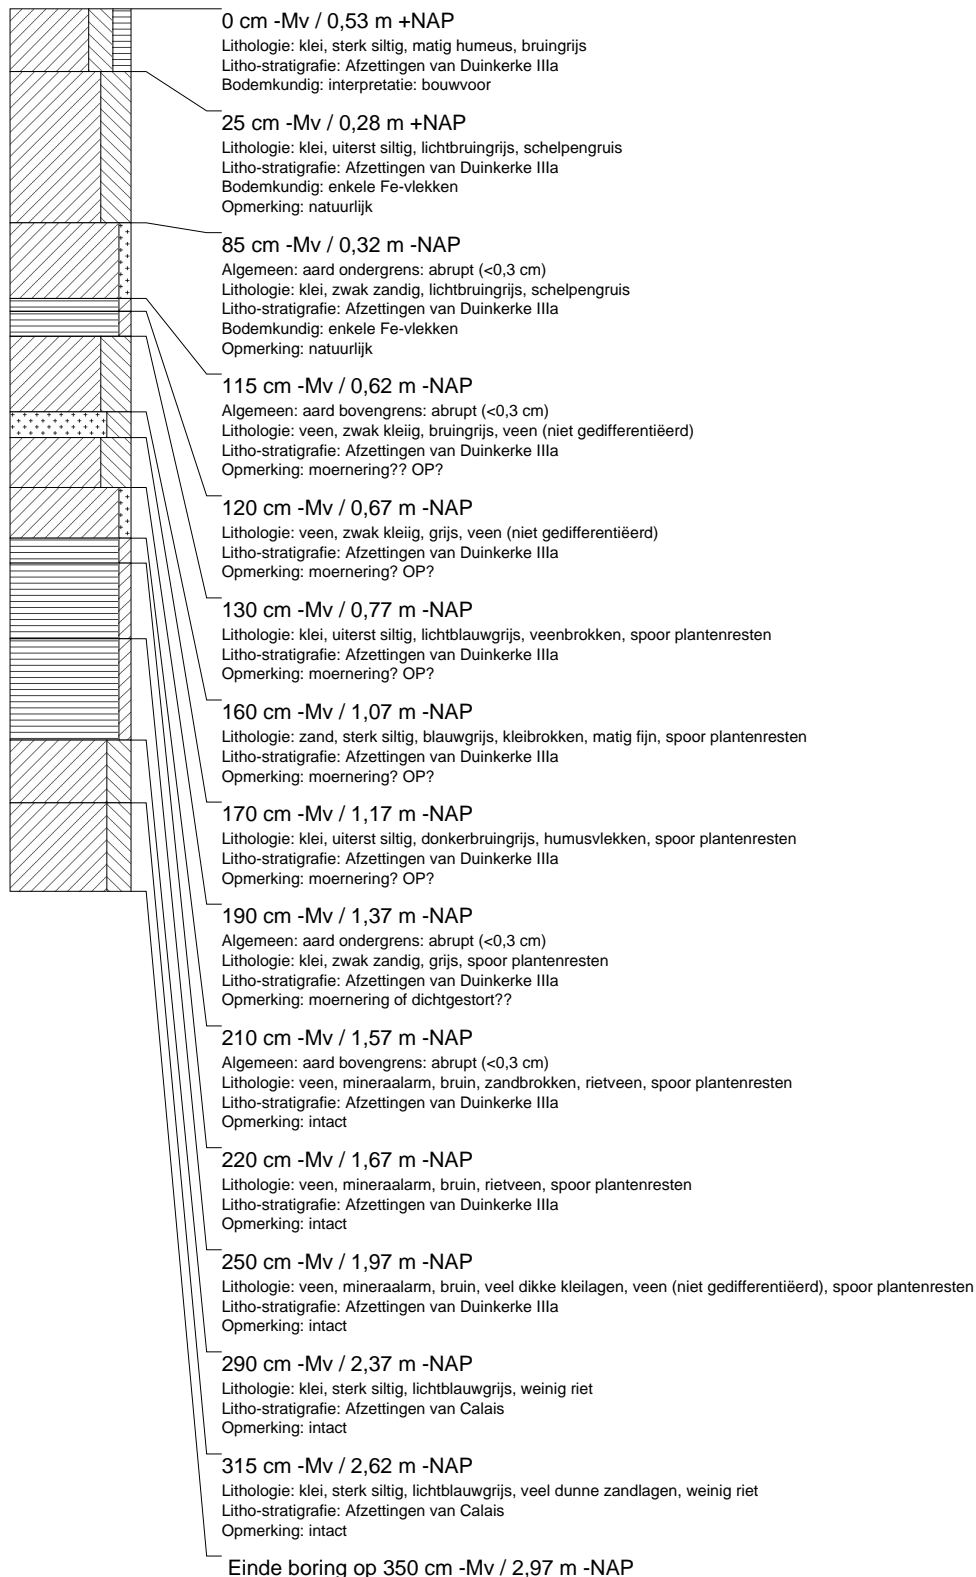 0 cm -Mv / 0,53 m +NAP
Lithologie: klei, sterk siltig, matig humeus, bruingrijs
Litho-stratigrafie: Afzettingen van Duinkerke IIIa
Bodemkundig: interpretatie: bouwvoor
25 cm -Mv / 0,28 m +NAP
Lithologie: klei, uiterst siltig, lichtbruingrijs, schelpengruis
Litho-stratigrafie: Afzettingen van Duinkerke IIIa
Bodemkundig: enkele Fe-vlekken
Opmerking: natuurlijk
85 cm -Mv / 0,32 m -NAP
Algemeen: aard ondergrens: abrupt (<0,3 cm)
Lithologie: klei, zwak zandig, lichtbruingrijs, schelpengruis
Litho-stratigrafie: Afzettingen van Duinkerke IIIa
Bodemkundig: enkele Fe-vlekken
Opmerking: natuurlijk
115 cm -Mv / 0,62 m -NAP
Algemeen: aard bovengrens: abrupt (<0,3 cm)
Lithologie: veen, zwak kleiig, bruingrijs, veen (niet gedifferentiëerd)
Litho-stratigrafie: Afzettingen van Duinkerke IIIa
Opmerking: moernering?? OP?
120 cm -Mv / 0,67 m -NAP
Lithologie: veen, zwak kleiig, grijs, veen (niet gedifferentiëerd)
Litho-stratigrafie: Afzettingen van Duinkerke IIIa
Opmerking: moernering? OP?
130 cm -Mv / 0,77 m -NAP
Lithologie: klei, uiterst siltig, lichtblauwgrijs, veenbrokken, spoor plantenresten
Litho-stratigrafie: Afzettingen van Duinkerke IIIa
Opmerking: moernering? OP?
160 cm -Mv / 1,07 m -NAP
Lithologie: zand, sterk siltig, blauwgrijs, kleibrokken, matig fijn, spoor plantenresten
Litho-stratigrafie: Afzettingen van Duinkerke IIIa
Opmerking: moernering? OP?
170 cm -Mv / 1,17 m -NAP
Lithologie: klei, uiterst siltig, donkerbruingrijs, humusvlekken, spoor plantenresten
Litho-stratigrafie: Afzettingen van Duinkerke IIIa
Opmerking: moernering? OP?
190 cm -Mv / 1,37 m -NAP
Algemeen: aard ondergrens: abrupt (<0,3 cm)
Lithologie: klei, zwak zandig, grijs, spoor plantenresten
Litho-stratigrafie: Afzettingen van Duinkerke IIIa
Opmerking: moernering of dichtgestort??
210 cm -Mv / 1,57 m -NAP
Algemeen: aard bovengrens: abrupt (<0,3 cm)
Lithologie: veen, mineraalarm, bruin, zandbrokken, rietveen, spoor plantenresten
Litho-stratigrafie: Afzettingen van Duinkerke IIIa
Opmerking: intact
220 cm -Mv / 1,67 m -NAP
Lithologie: veen, mineraalarm, bruin, rietveen, spoor plantenresten
Litho-stratigrafie: Afzettingen van Duinkerke IIIa
Opmerking: intact
250 cm -Mv / 1,97 m -NAP
Lithologie: veen, mineraalarm, bruin, veel dikke kleilagen, veen (niet gedifferentiëerd), spoor plantenresten
Litho-stratigrafie: Afzettingen van Duinkerke IIIa
Opmerking: intact
290 cm -Mv / 2,37 m -NAP
Lithologie: klei, sterk siltig, lichtblauwgrijs, weinig riet
Litho-stratigrafie: Afzettingen van Calais
Opmerking: intact
315 cm -Mv / 2,62 m -NAP
Lithologie: klei, sterk siltig, lichtblauwgrijs, veel dunne zandlagen, weinig riet
Litho-stratigrafie: Afzettingen van Calais
Opmerking: intact
Einde boring op 350 cm -Mv / 2,97 m -NAP